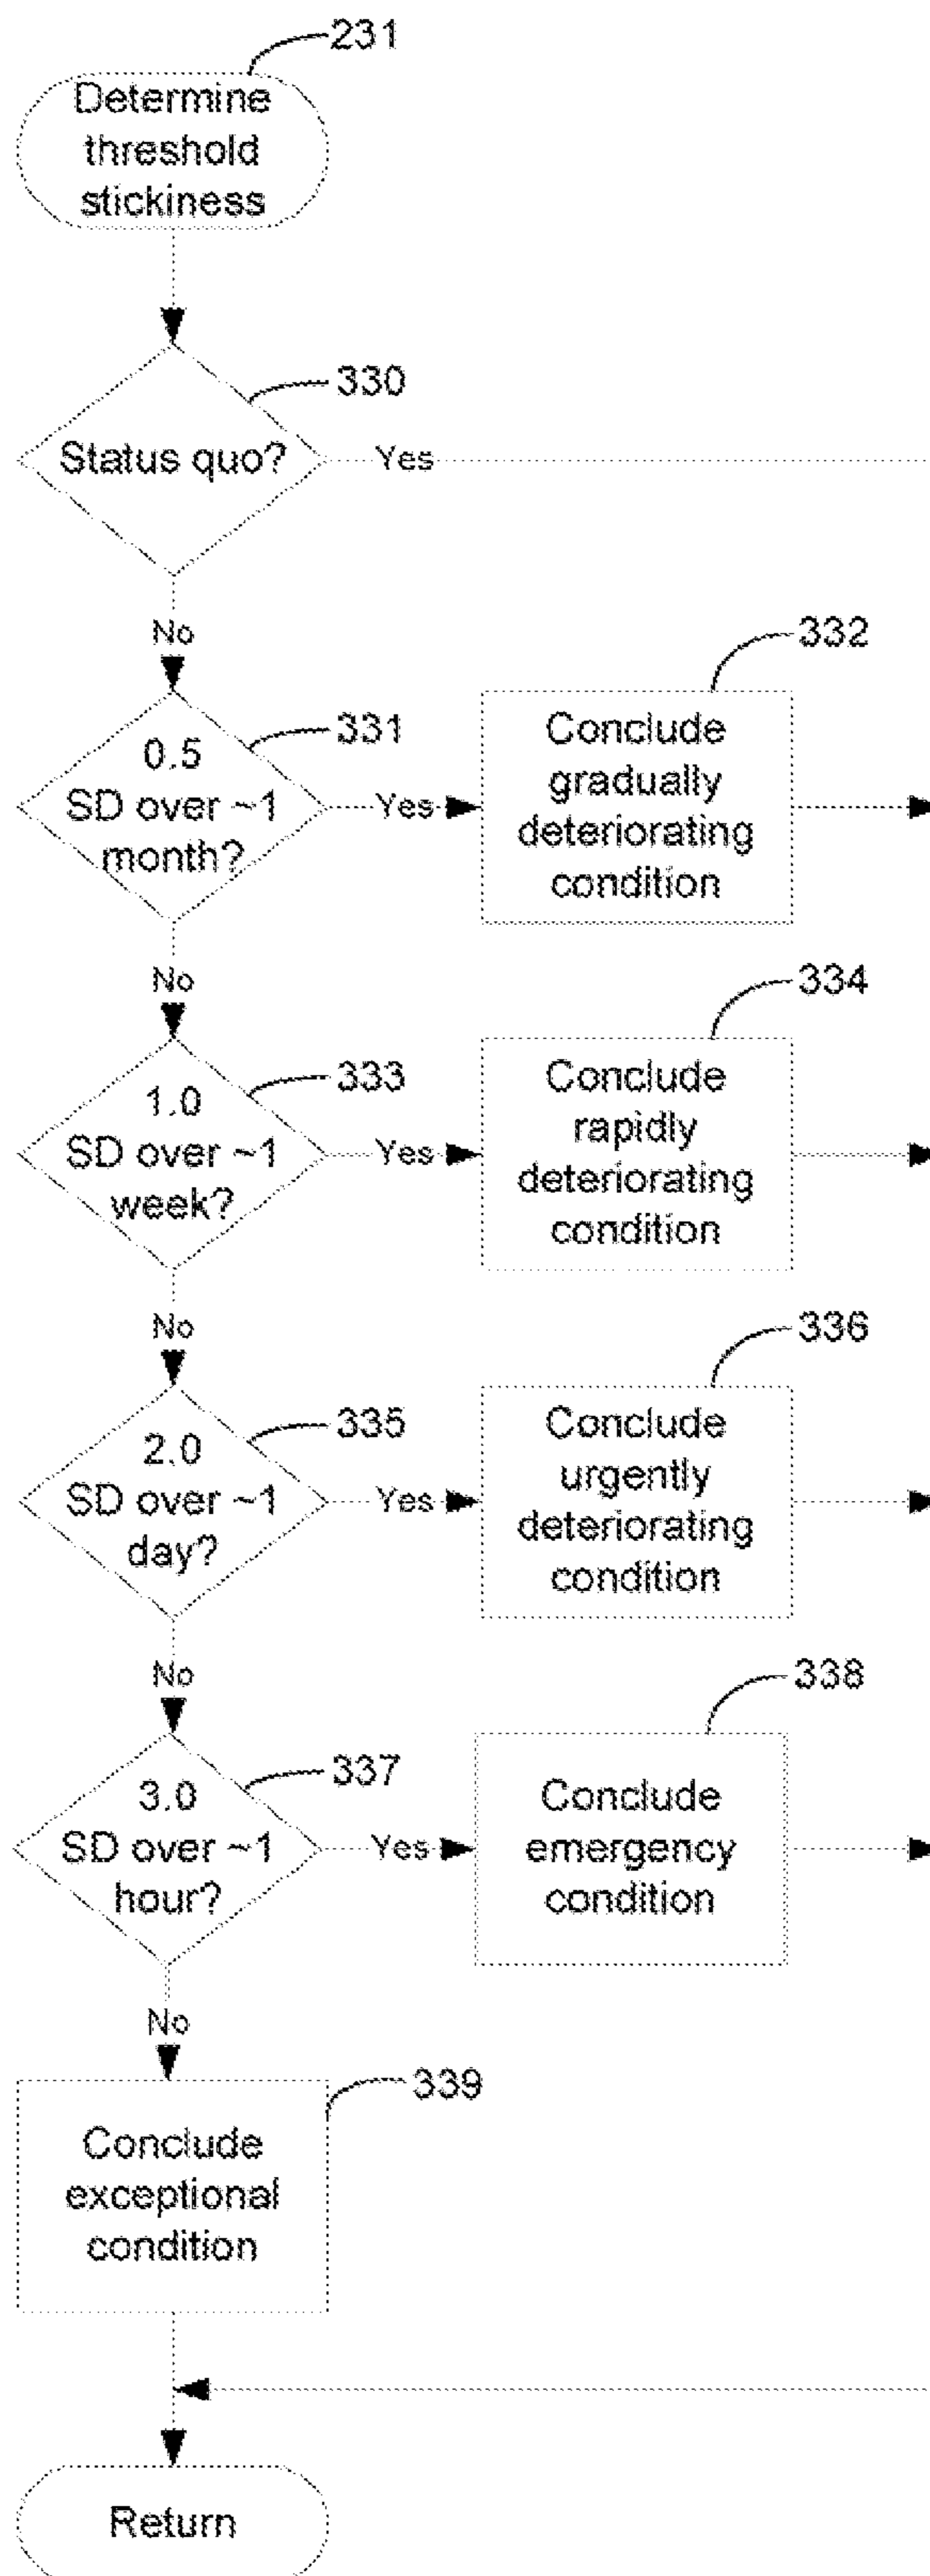 231
Determine
threshold
stickiness
330
Status quo?
Yes
No
332
331
0.5
SD over ~1
month?
Yes
Conclude
gradually
deteriorating
condition
No
334
333
1.0
SD over ~1
week?
Yes
Conclude
rapidly
deteriorating
condition
No
336
335
2.0
SD over ~1
day?
Yes
Conclude
urgently
deteriorating
condition
No
338
337
3.0
SD over ~1
hour?
Yes
Conclude
emergency
condition
No
339
Conclude
exceptional
condition
Return